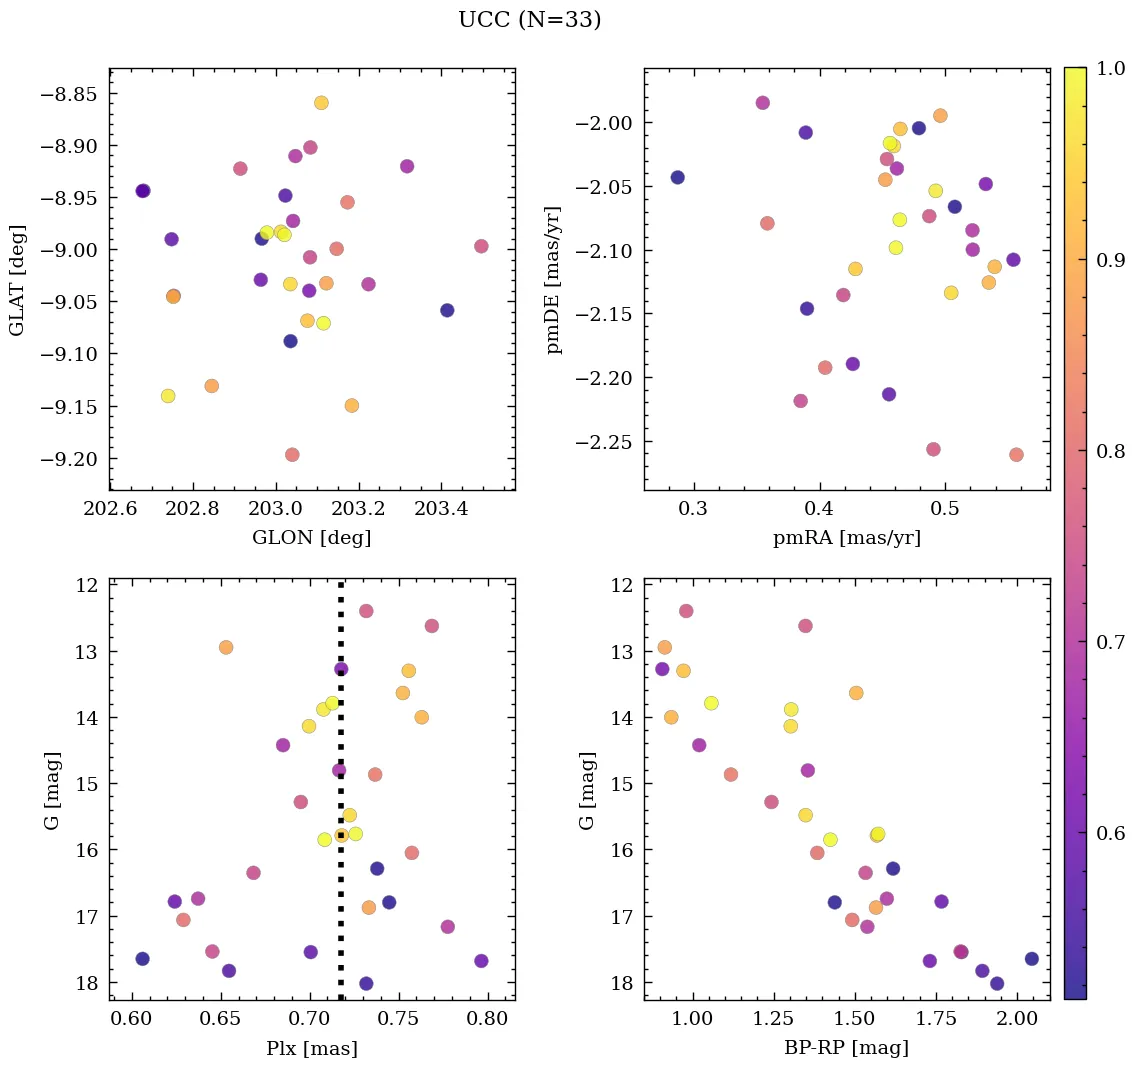 UCC (N=33)
−8.85
−8.90
−8.95
−9.00
−9.05
−9.10
−9.15
−9.20
GLAT [deg]
202.6 202.8 203.0 203.2 203.4
GLON [deg]
−2.00
−2.05
−2.10
−2.15
−2.20
−2.25
pmDE [mas/yr]
0.3 0.4 0.5
pmRA [mas/yr]
12
13
14
15
16
17
18
G [mag]
0.60 0.65 0.70 0.75 0.80
Plx [mas]
12
13
14
15
16
17
18
G [mag]
1.00 1.25 1.50 1.75 2.00
BP-RP [mag]
1.0
0.9
0.8
0.7
0.6